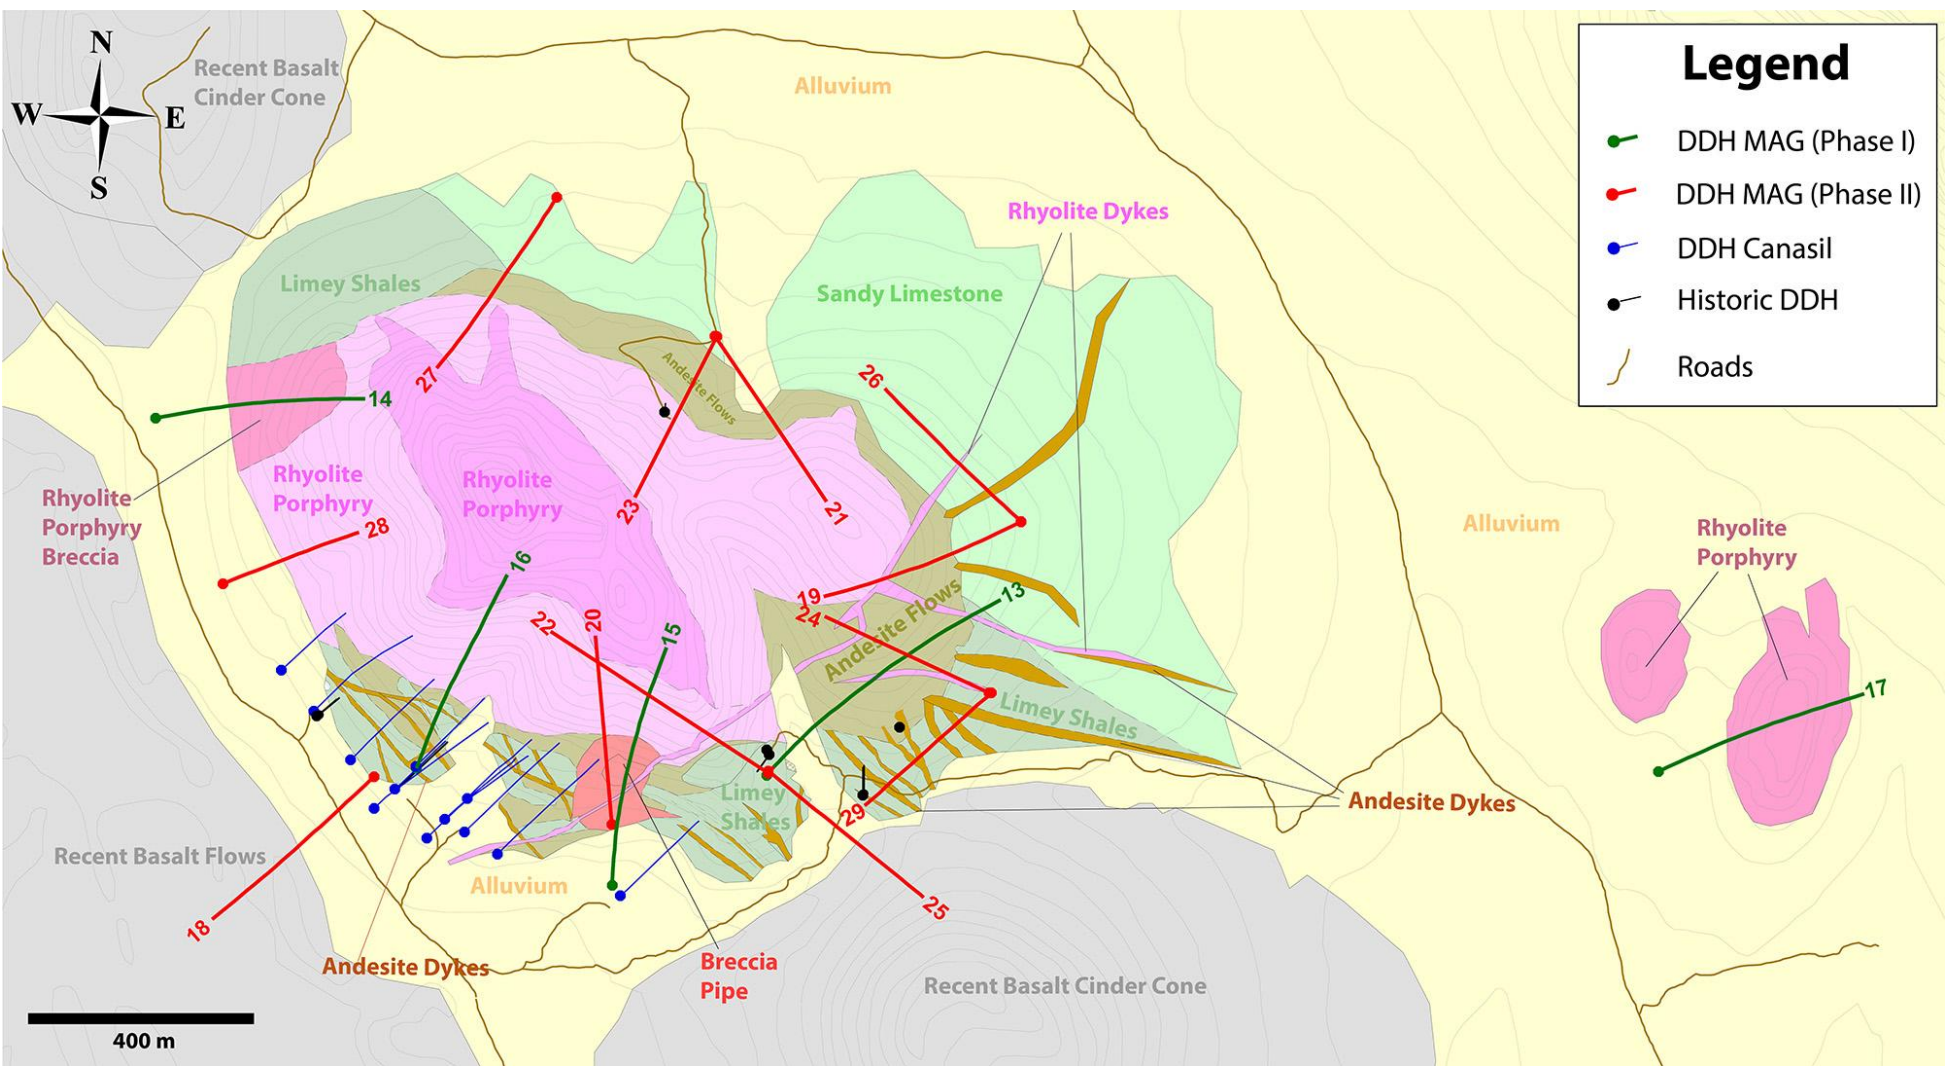 N
W
E
S
Recent Basalt
Cinder Cone
Alluvium
Legend
DDH MAG (Phase I)
DDH MAG (Phase II)
DDH Canasil
Historic DDH
Roads
Rhyolite Dykes
Limey Shales
Sandy Limestone
27
14
Andesite Flows
26
Rhyolite
Porphyry
Rhyolite
Porphyry
Rhyolite
Porphyry
Breccia
28
23
21
Alluvium
Rhyolite
Porphyry
16
19
24
13
22
20
15
Andesite Flows
Limey Shales
17
Limey
Shales
29
Andesite Dykes
Recent Basalt Flows
Alluvium
18
25
Andesite Dykes
Breccia
Pipe
Recent Basalt Cinder Cone
400 m